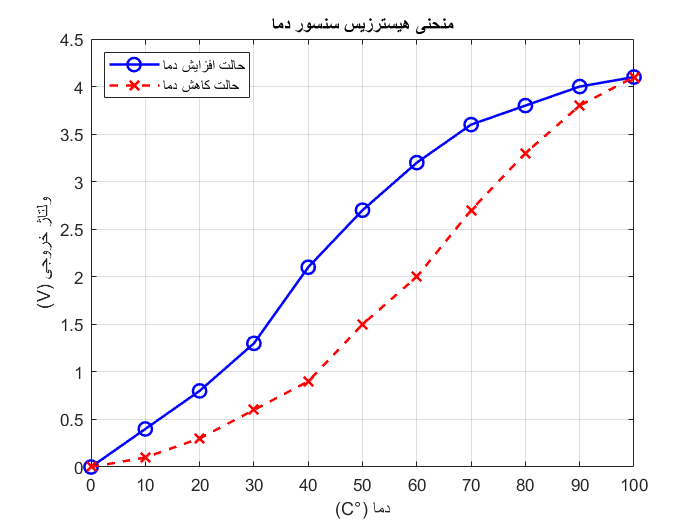 منحنی هیسترزیس سنسور دما
حالت افزایش دما
حالت کاهش دما
ولتاژ خروجی (V)
4.5
4
3.5
3
2.5
2
1.5
1
0.5
0
0 10 20 30 40 50 60 70 80 90 100
دما (°C)